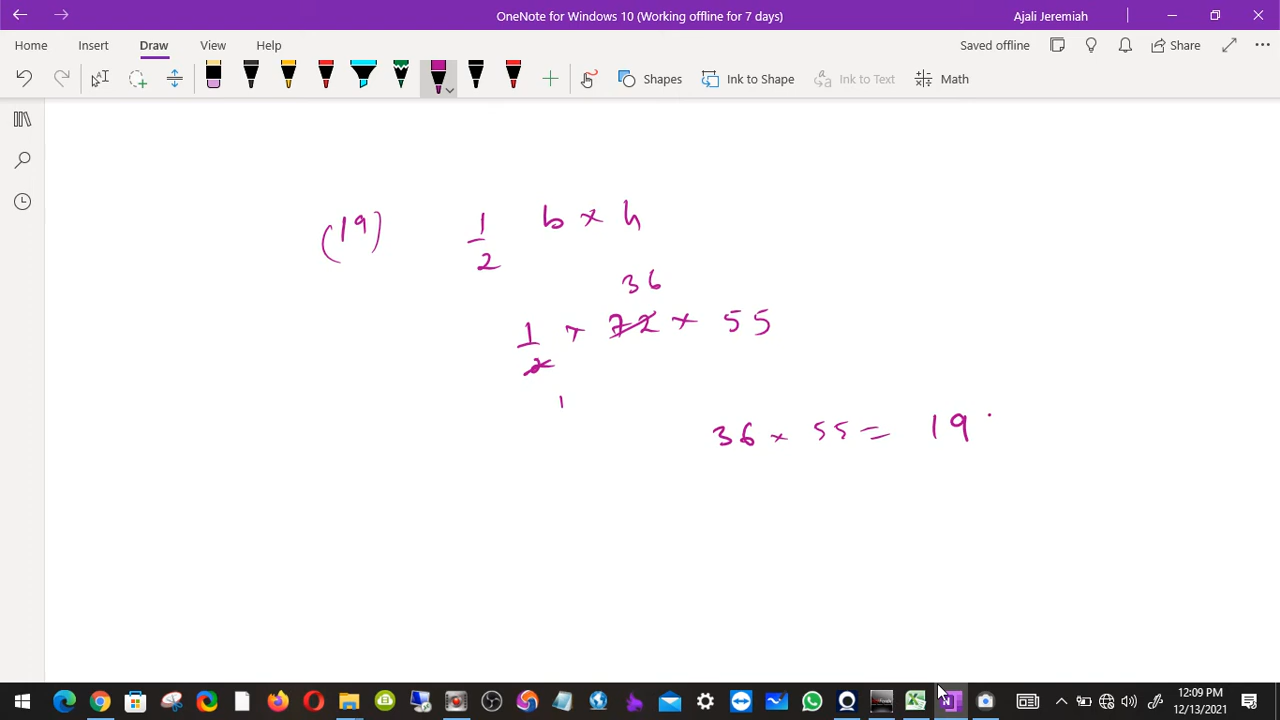 OneNote for Windows 10 (Working offline for 7 days)
Ajali Jeremiah
Home Insert Draw View Help
Saved offline Share
Shapes Ink to Shape Ink to Text Math
(19) 1/2 b × h
36
1/2 × 72 × 55
1
36 × 55 = 19
12:09 PM
12/13/2021